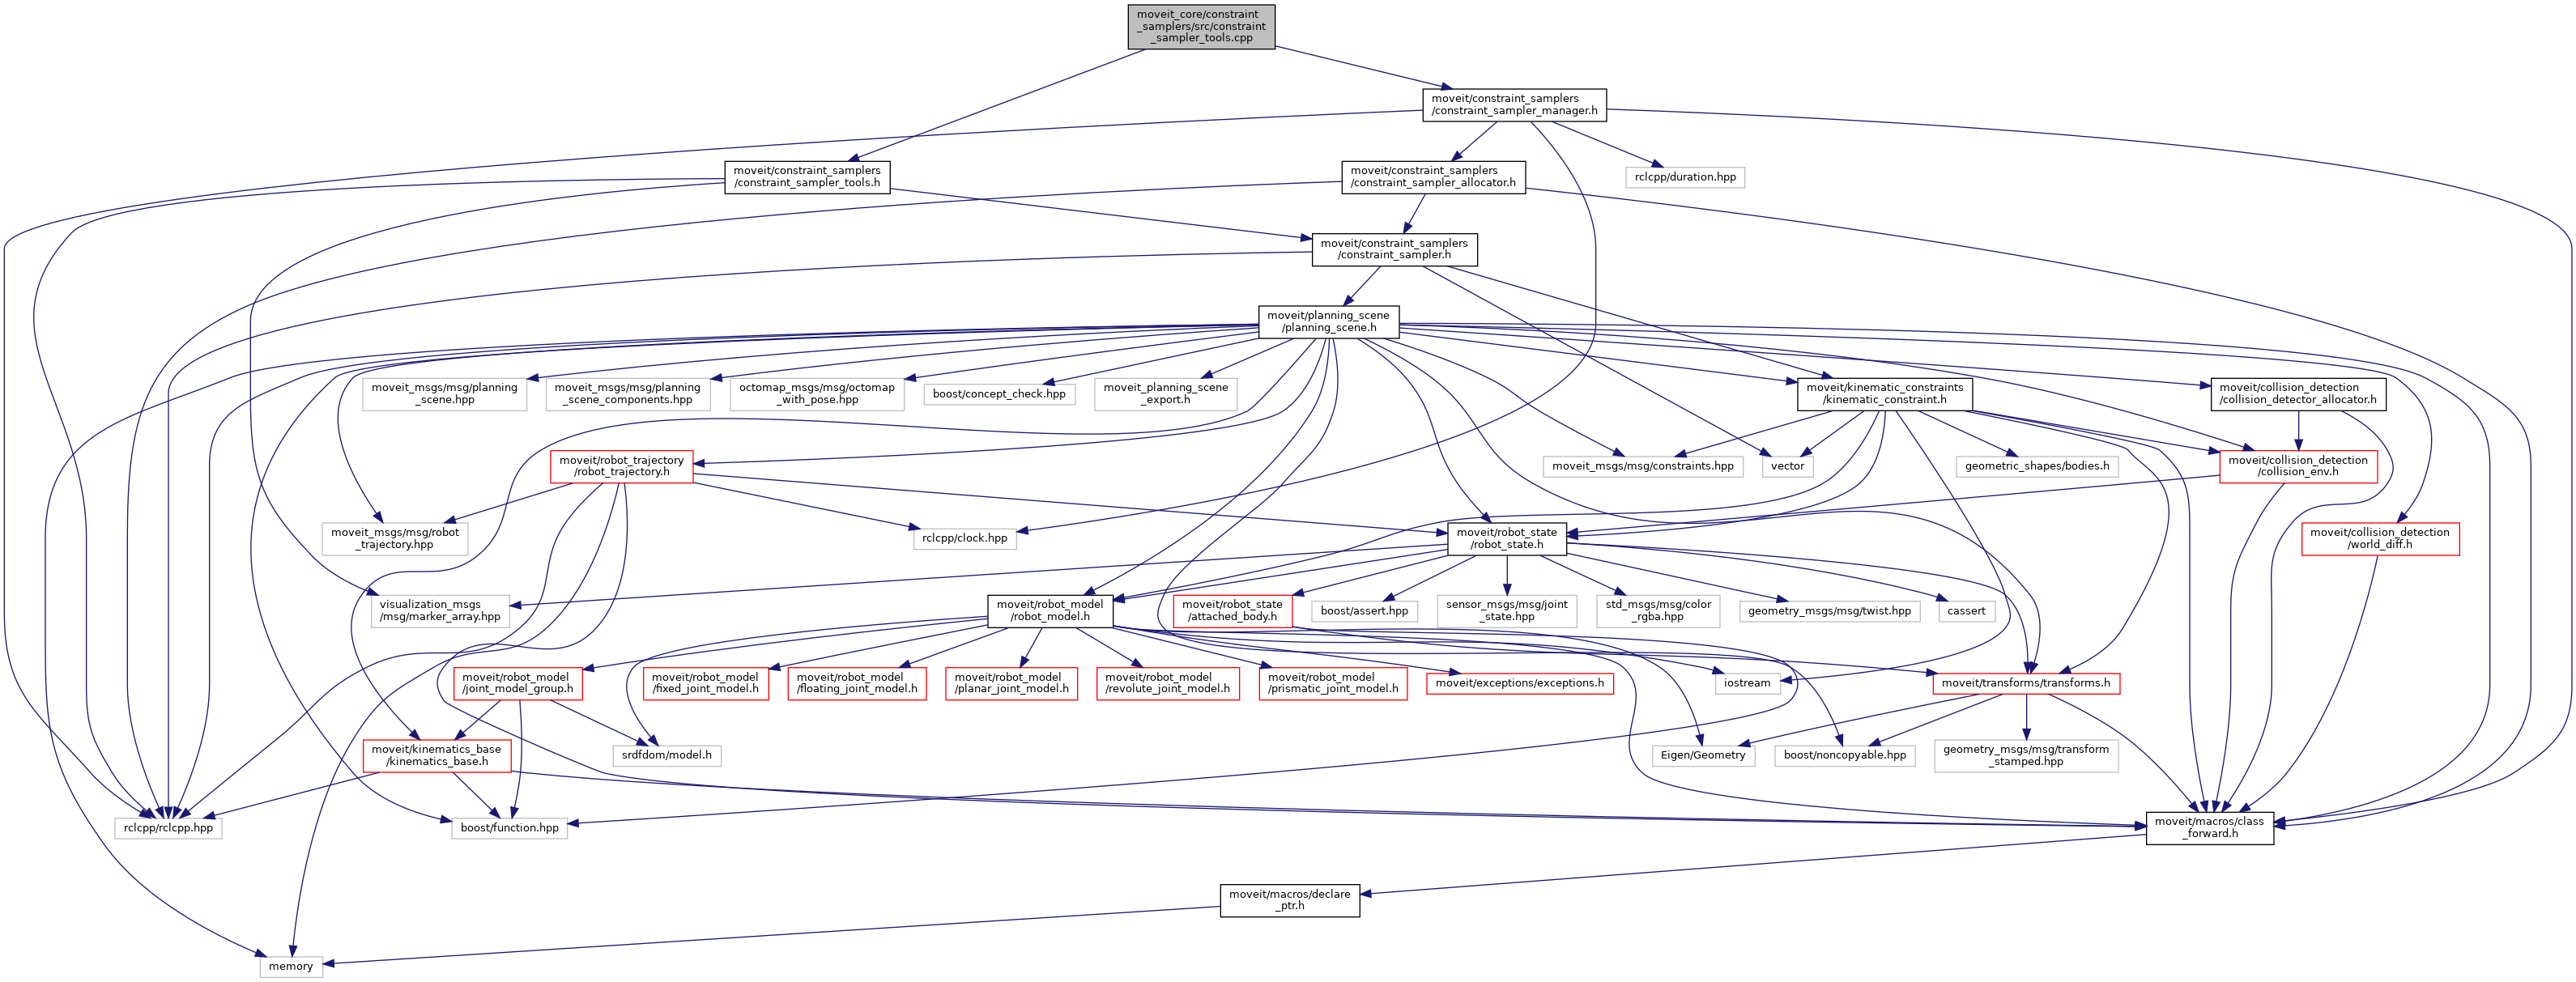 moveit_core/constraint
_samplers/src/constraint
_sampler_tools.cpp
moveit/constraint_samplers
/constraint_sampler_manager.h
moveit/constraint_samplers
/constraint_sampler_tools.h
moveit/constraint_samplers
/constraint_sampler_allocator.h
rclcpp/duration.hpp
moveit/constraint_samplers
/constraint_sampler.h
moveit/planning_scene
/planning_scene.h
moveit_msgs/msg/planning
_scene.hpp
moveit_msgs/msg/planning
_scene_components.hpp
octomap_msgs/msg/octomap
_with_pose.hpp
boost/concept_check.hpp
moveit_planning_scene
_export.h
moveit/kinematic_constraints
/kinematic_constraint.h
moveit/collision_detection
/collision_detector_allocator.h
moveit/robot_trajectory
/robot_trajectory.h
moveit_msgs/msg/constraints.hpp
vector
geometric_shapes/bodies.h
moveit/collision_detection
/collision_env.h
moveit_msgs/msg/robot
_trajectory.hpp
rclcpp/clock.hpp
moveit/robot_state
/robot_state.h
moveit/collision_detection
/world_diff.h
visualization_msgs
/msg/marker_array.hpp
moveit/robot_model
/robot_model.h
moveit/robot_state
/attached_body.h
boost/assert.hpp
sensor_msgs/msg/joint
_state.hpp
std_msgs/msg/color
_rgba.hpp
geometry_msgs/msg/twist.hpp
cassert
moveit/robot_model
/joint_model_group.h
moveit/robot_model
/fixed_joint_model.h
moveit/robot_model
/floating_joint_model.h
moveit/robot_model
/planar_joint_model.h
moveit/robot_model
/revolute_joint_model.h
moveit/robot_model
/prismatic_joint_model.h
moveit/exceptions/exceptions.h
iostream
moveit/transforms/transforms.h
moveit/kinematics_base
/kinematics_base.h
srdfdom/model.h
Eigen/Geometry
boost/noncopyable.hpp
geometry_msgs/msg/transform
_stamped.hpp
rclcpp/rclcpp.hpp
boost/function.hpp
moveit/macros/class
_forward.h
moveit/macros/declare
_ptr.h
memory